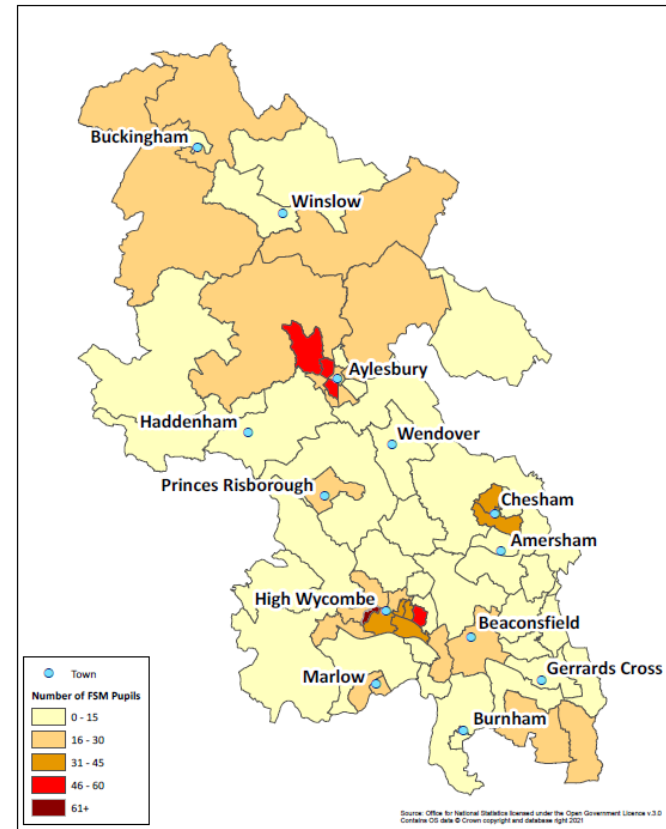 Buckingham
Winslow
Aylesbury
Haddenham
Wendover
Princes Risborough
Chesham
Amersham
High Wycombe
Beaconsfield
Gerrards Cross
Marlow
Burnham
Town
Number of FSM Pupils
0 - 15
16 - 30
31 - 45
46 - 60
61+
Source: Office for National Statistics licensed under the Open Government Licence v.3.0
Contains OS data © Crown copyright and database right 2021